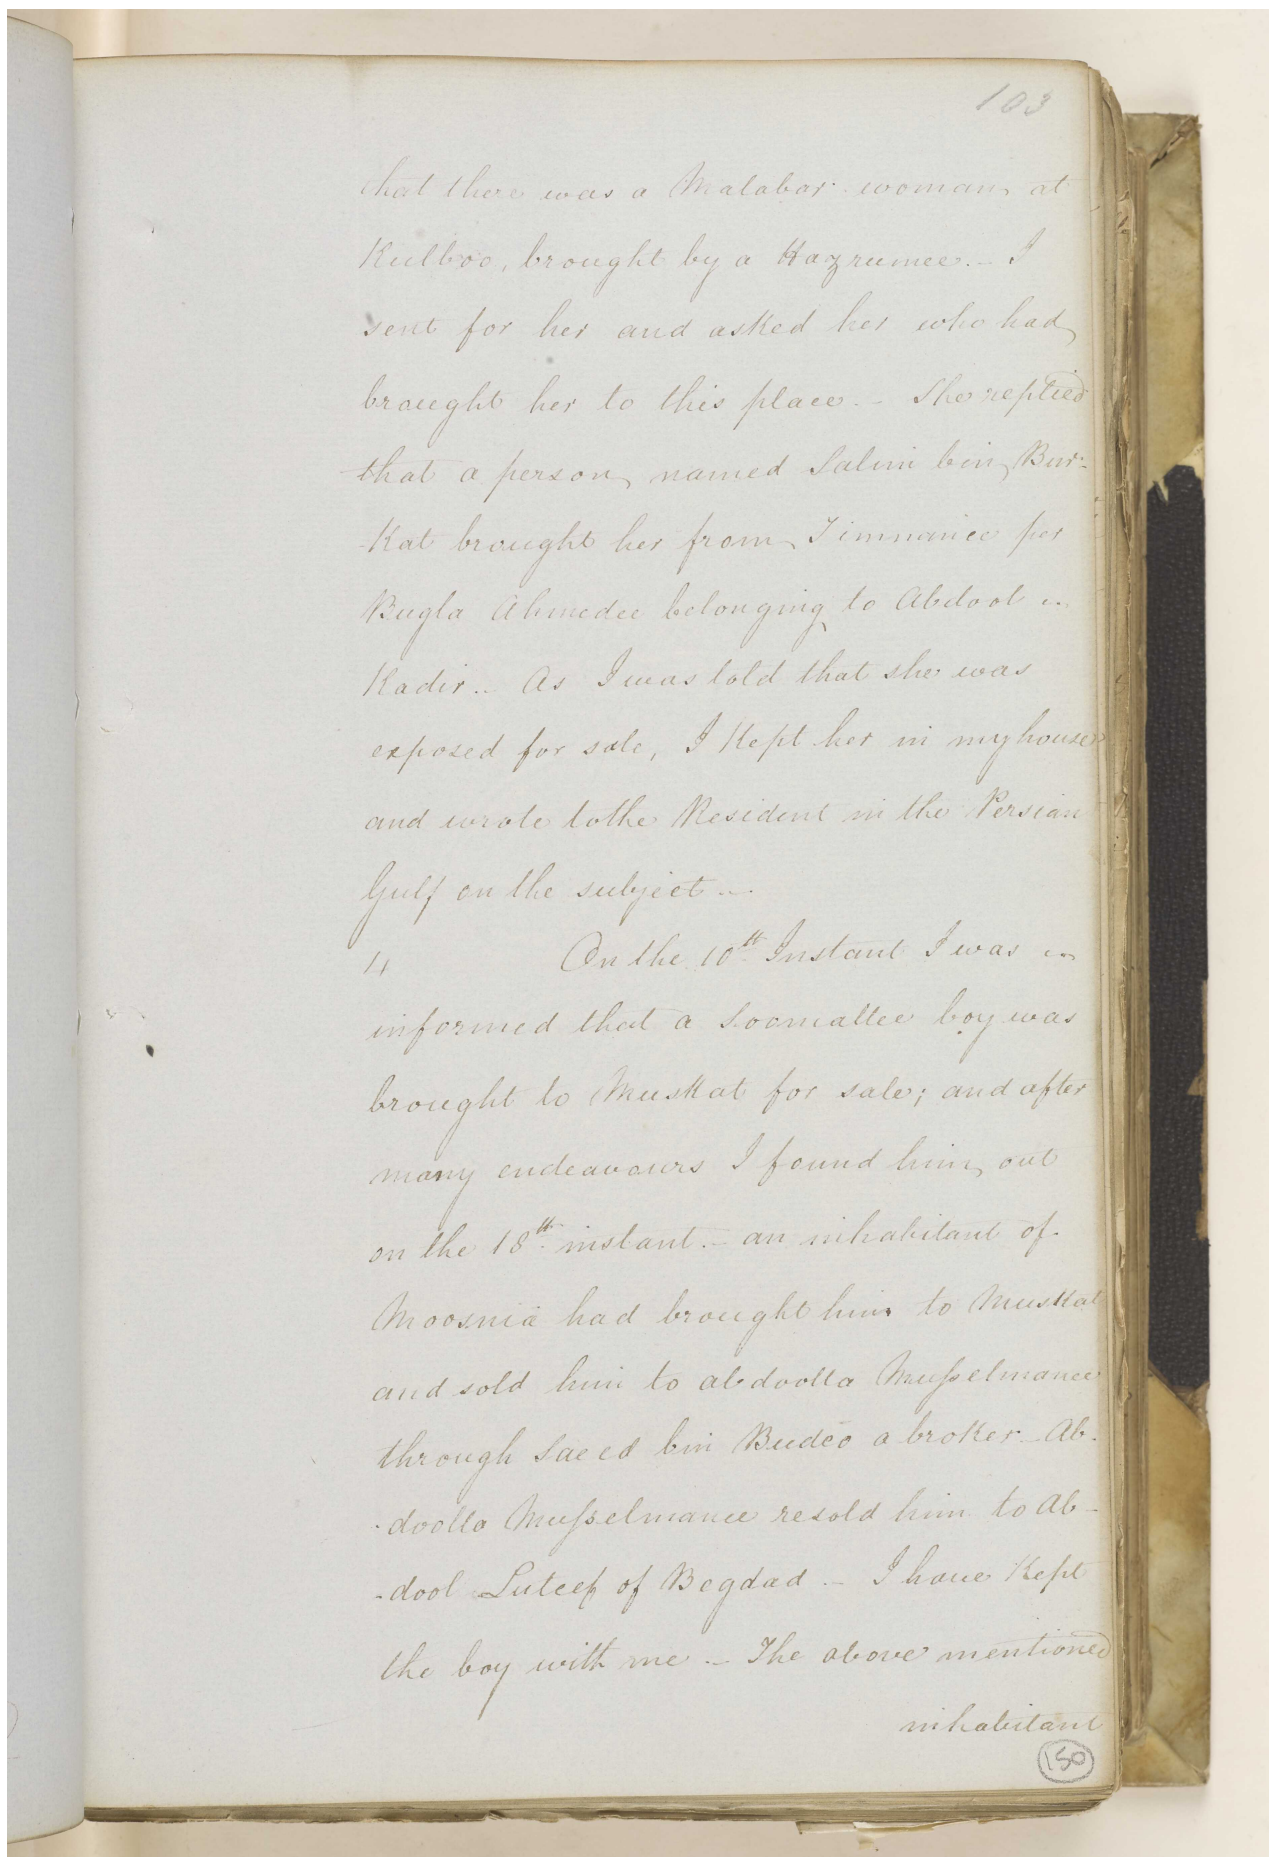 103
that there was a Malabar woman at
Kulboo, brought by a Hazrumee. - I
sent for her and asked her who had
brought her to this place - She replied
that a person named Salim bin Bur-
-kat brought her from Timmanee per
Bugla Ahmedee belonging to Abdool
Kadir. - As I was told that she was
exposed for sale, I kept her in my house
and wrote to the Resident in the Persian
Gulf on the subject -
4 On the 10th Instant I was
informed that a Soomallee boy was
brought to Muskat for sale; and after
many endeavours I found him out
on the 18th instant. - an inhabitant of
Moosnia had brought him to Muskat
and sold him to abdoolla Musselmanee
through Saeed bin Budeo a broker - Ab-
-doolla Musselmanee resold him to Ab-
-dool Luteef of Bagdad - I have kept
the boy with me - The above mentioned
inhabitant
150